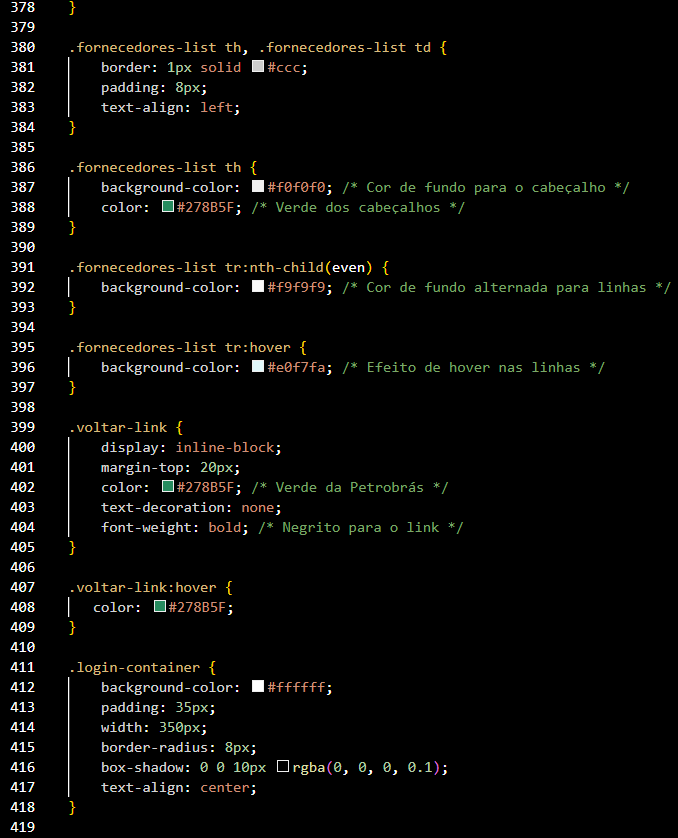 378 }
379
380 .fornecedores-list th, .fornecedores-list td {
381 border: 1px solid #ccc;
382 padding: 8px;
383 text-align: left;
384 }
385
386 .fornecedores-list th {
387 background-color: #f0f0f0; /* Cor de fundo para o cabeçalho */
388 color: #278B5F; /* Verde dos cabeçalhos */
389 }
390
391 .fornecedores-list tr:nth-child(even) {
392 background-color: #f9f9f9; /* Cor de fundo alternada para linhas */
393 }
394
395 .fornecedores-list tr:hover {
396 background-color: #e0f7fa; /* Efeito de hover nas linhas */
397 }
398
399 .voltar-link {
400 display: inline-block;
401 margin-top: 20px;
402 color: #278B5F; /* Verde da Petrobrás */
403 text-decoration: none;
404 font-weight: bold; /* Negrito para o link */
405 }
406
407 .voltar-link:hover {
408 color: #278B5F;
409 }
410
411 .login-container {
412 background-color: #ffffff;
413 padding: 35px;
414 width: 350px;
415 border-radius: 8px;
416 box-shadow: 0 0 10px rgba(0, 0, 0, 0.1);
417 text-align: center;
418 }
419